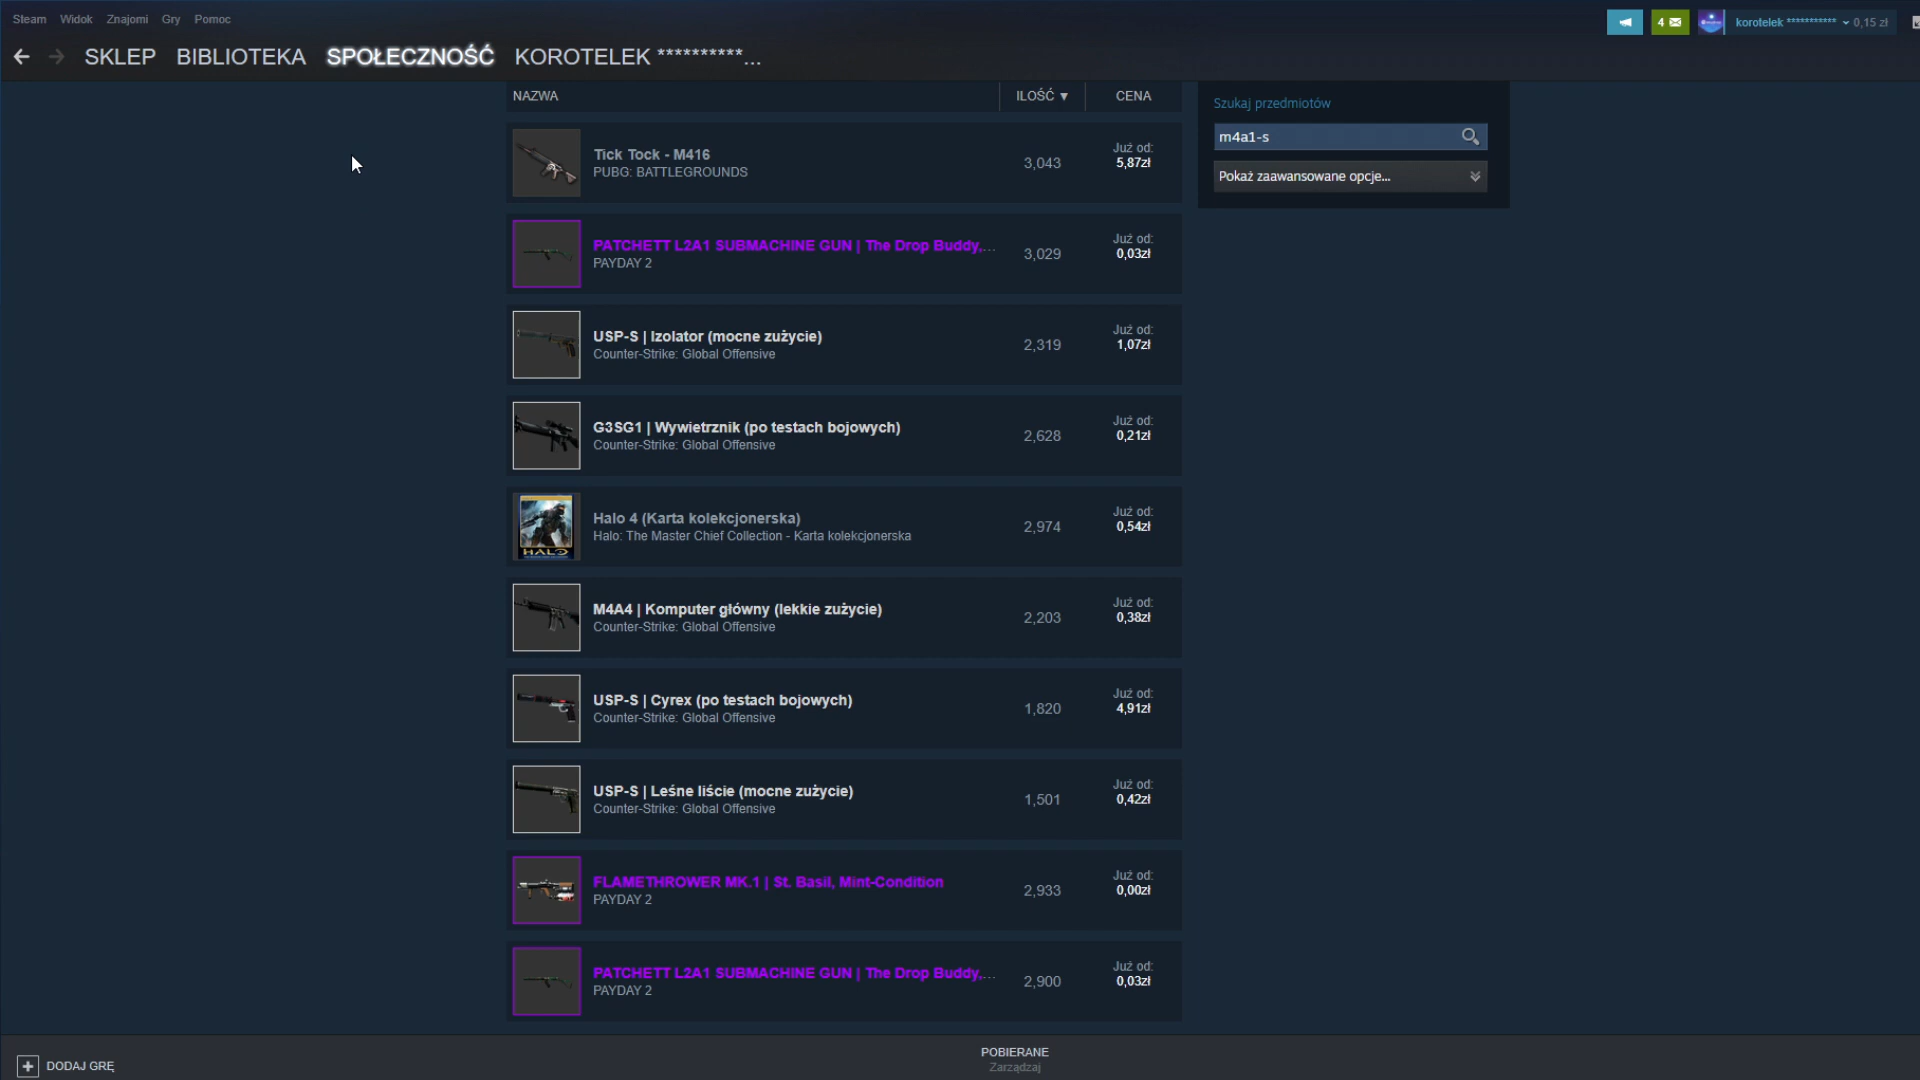 Steam Widok Znajomi Gry Pomoc
4 korotelek *********** 0,15 zł
SKLEP BIBLIOTEKA SPOŁECZNOŚĆ KOROTELEK **********...
NAZWA ILOŚĆ ▼ CENA
Szukaj przedmiotów
m4a1-s
Pokaż zaawansowane opcje...
Tick Tock - M416
PUBG: BATTLEGROUNDS
3,043
Już od:
5,87zł
PATCHETT L2A1 SUBMACHINE GUN | The Drop Buddy,...
PAYDAY 2
3,029
Już od:
0,03zł
USP-S | Izolator (mocne zużycie)
Counter-Strike: Global Offensive
2,319
Już od:
1,07zł
G3SG1 | Wywietrznik (po testach bojowych)
Counter-Strike: Global Offensive
2,628
Już od:
0,21zł
Halo 4 (Karta kolekcjonerska)
Halo: The Master Chief Collection - Karta kolekcjonerska
2,974
Już od:
0,54zł
HALO
M4A4 | Komputer główny (lekkie zużycie)
Counter-Strike: Global Offensive
2,203
Już od:
0,38zł
USP-S | Cyrex (po testach bojowych)
Counter-Strike: Global Offensive
1,820
Już od:
4,91zł
USP-S | Leśne liście (mocne zużycie)
Counter-Strike: Global Offensive
1,501
Już od:
0,42zł
FLAMETHROWER MK.1 | St. Basil, Mint-Condition
PAYDAY 2
2,933
Już od:
0,00zł
PATCHETT L2A1 SUBMACHINE GUN | The Drop Buddy,...
PAYDAY 2
2,900
Już od:
0,03zł
DODAJ GRĘ
POBIERANE
Zarządzaj